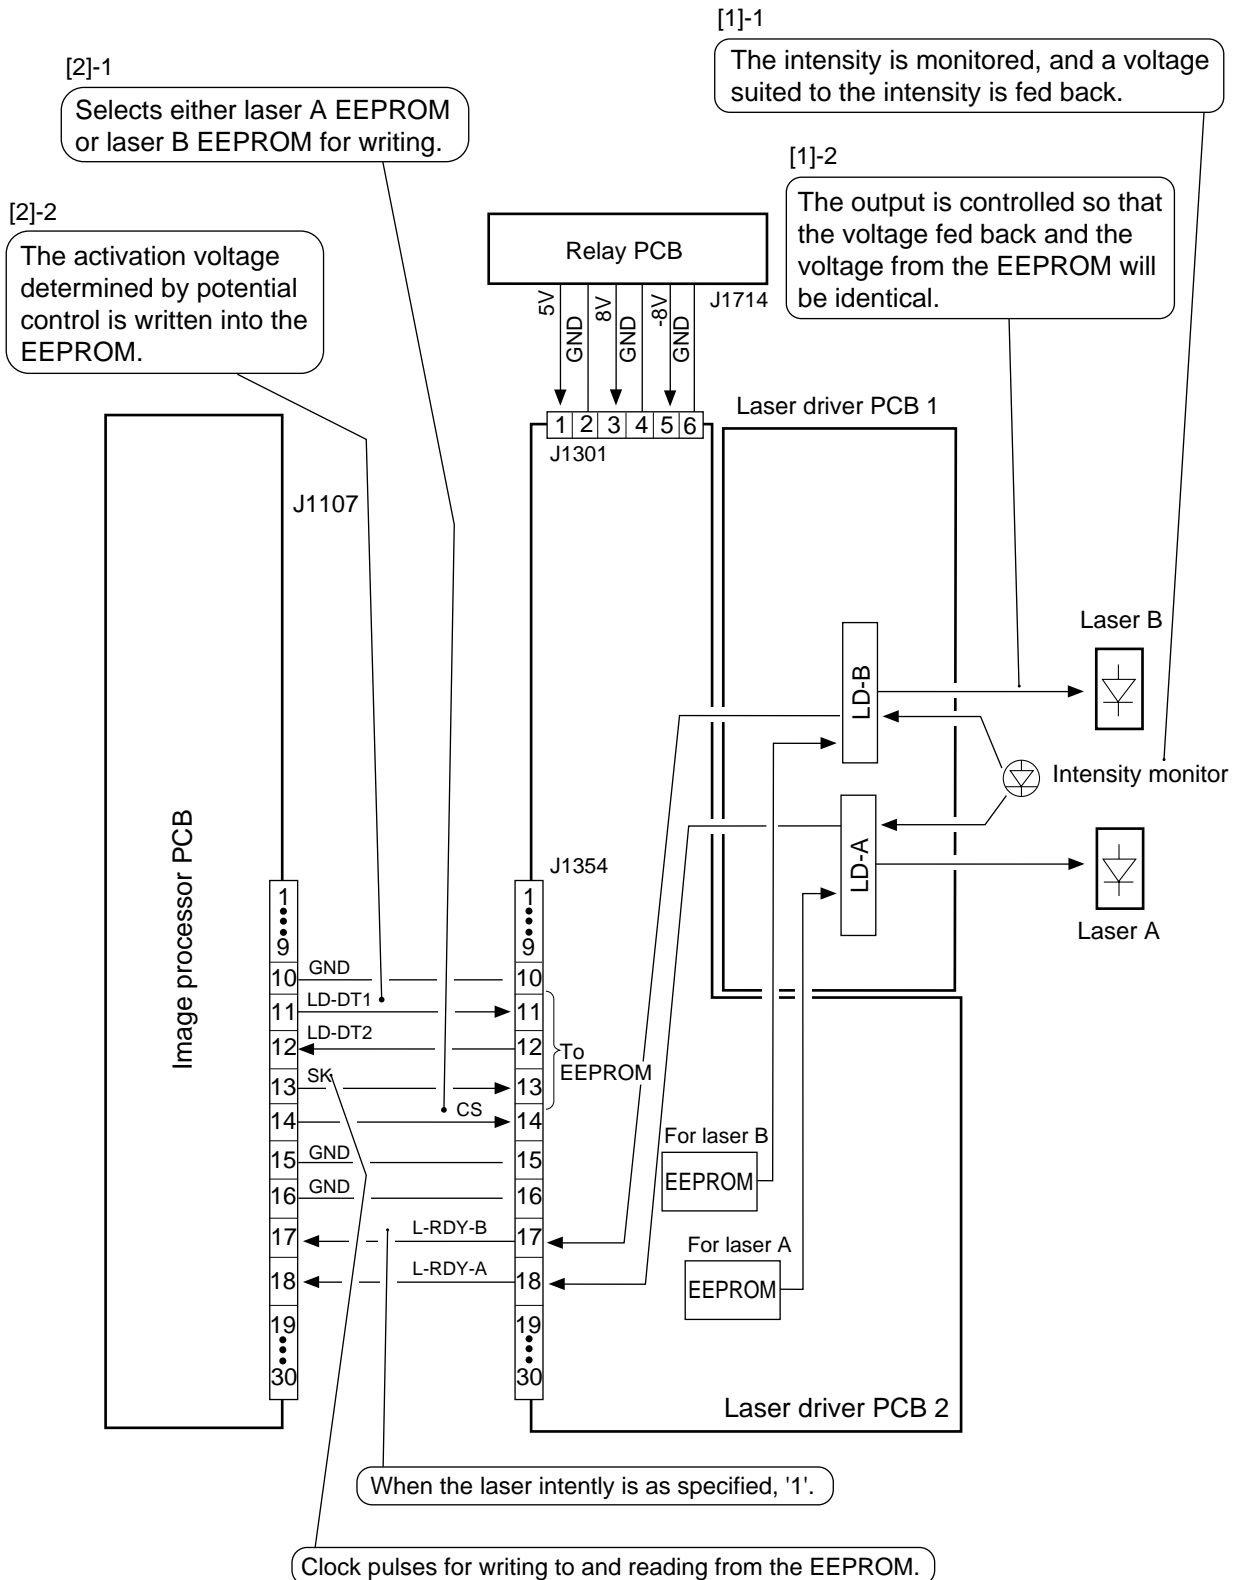 [1]-1
The intensity is monitored, and a voltage
suited to the intensity is fed back.
[2]-1
Selects either laser A EEPROM
or laser B EEPROM for writing.
[1]-2
The output is controlled so that
the voltage fed back and the
voltage from the EEPROM will
be identical.
[2]-2
The activation voltage
determined by potential
control is written into the
EEPROM.
Relay PCB
J1714
5V
GND
8V
GND
-8V
GND
1 2 3 4 5 6
J1301
Laser driver PCB 1
J1107
Laser B
LD-B
Intensity monitor
LD-A
Laser A
Image processor PCB
J1354
1
9
10 GND 10
11 LD-DT1 11
12 LD-DT2 12
13 SK 13
14 CS 14
15 GND 15
16 GND 16
17 L-RDY-B 17
18 L-RDY-A 18
19
30
1
9
19
30
To
EEPROM
For laser B
EEPROM
For laser A
EEPROM
Laser driver PCB 2
When the laser intently is as specified, '1'.
Clock pulses for writing to and reading from the EEPROM.